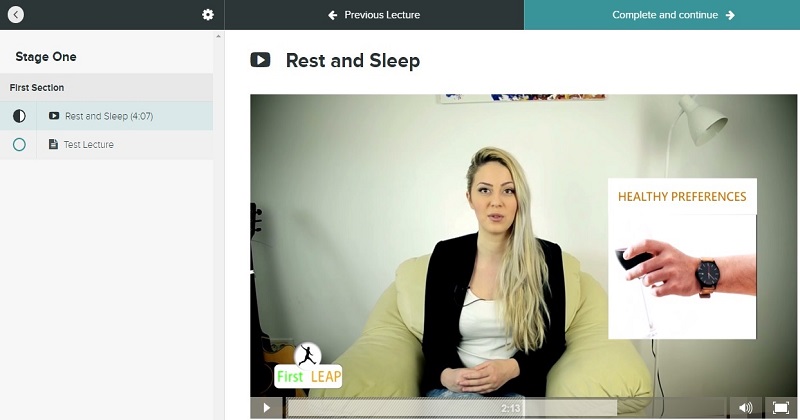 Previous Lecture
Complete and continue
Stage One
Rest and Sleep
First Section
Rest and Sleep (4:07)
Test Lecture
HEALTHY PREFERENCES
First LEAP
2:13